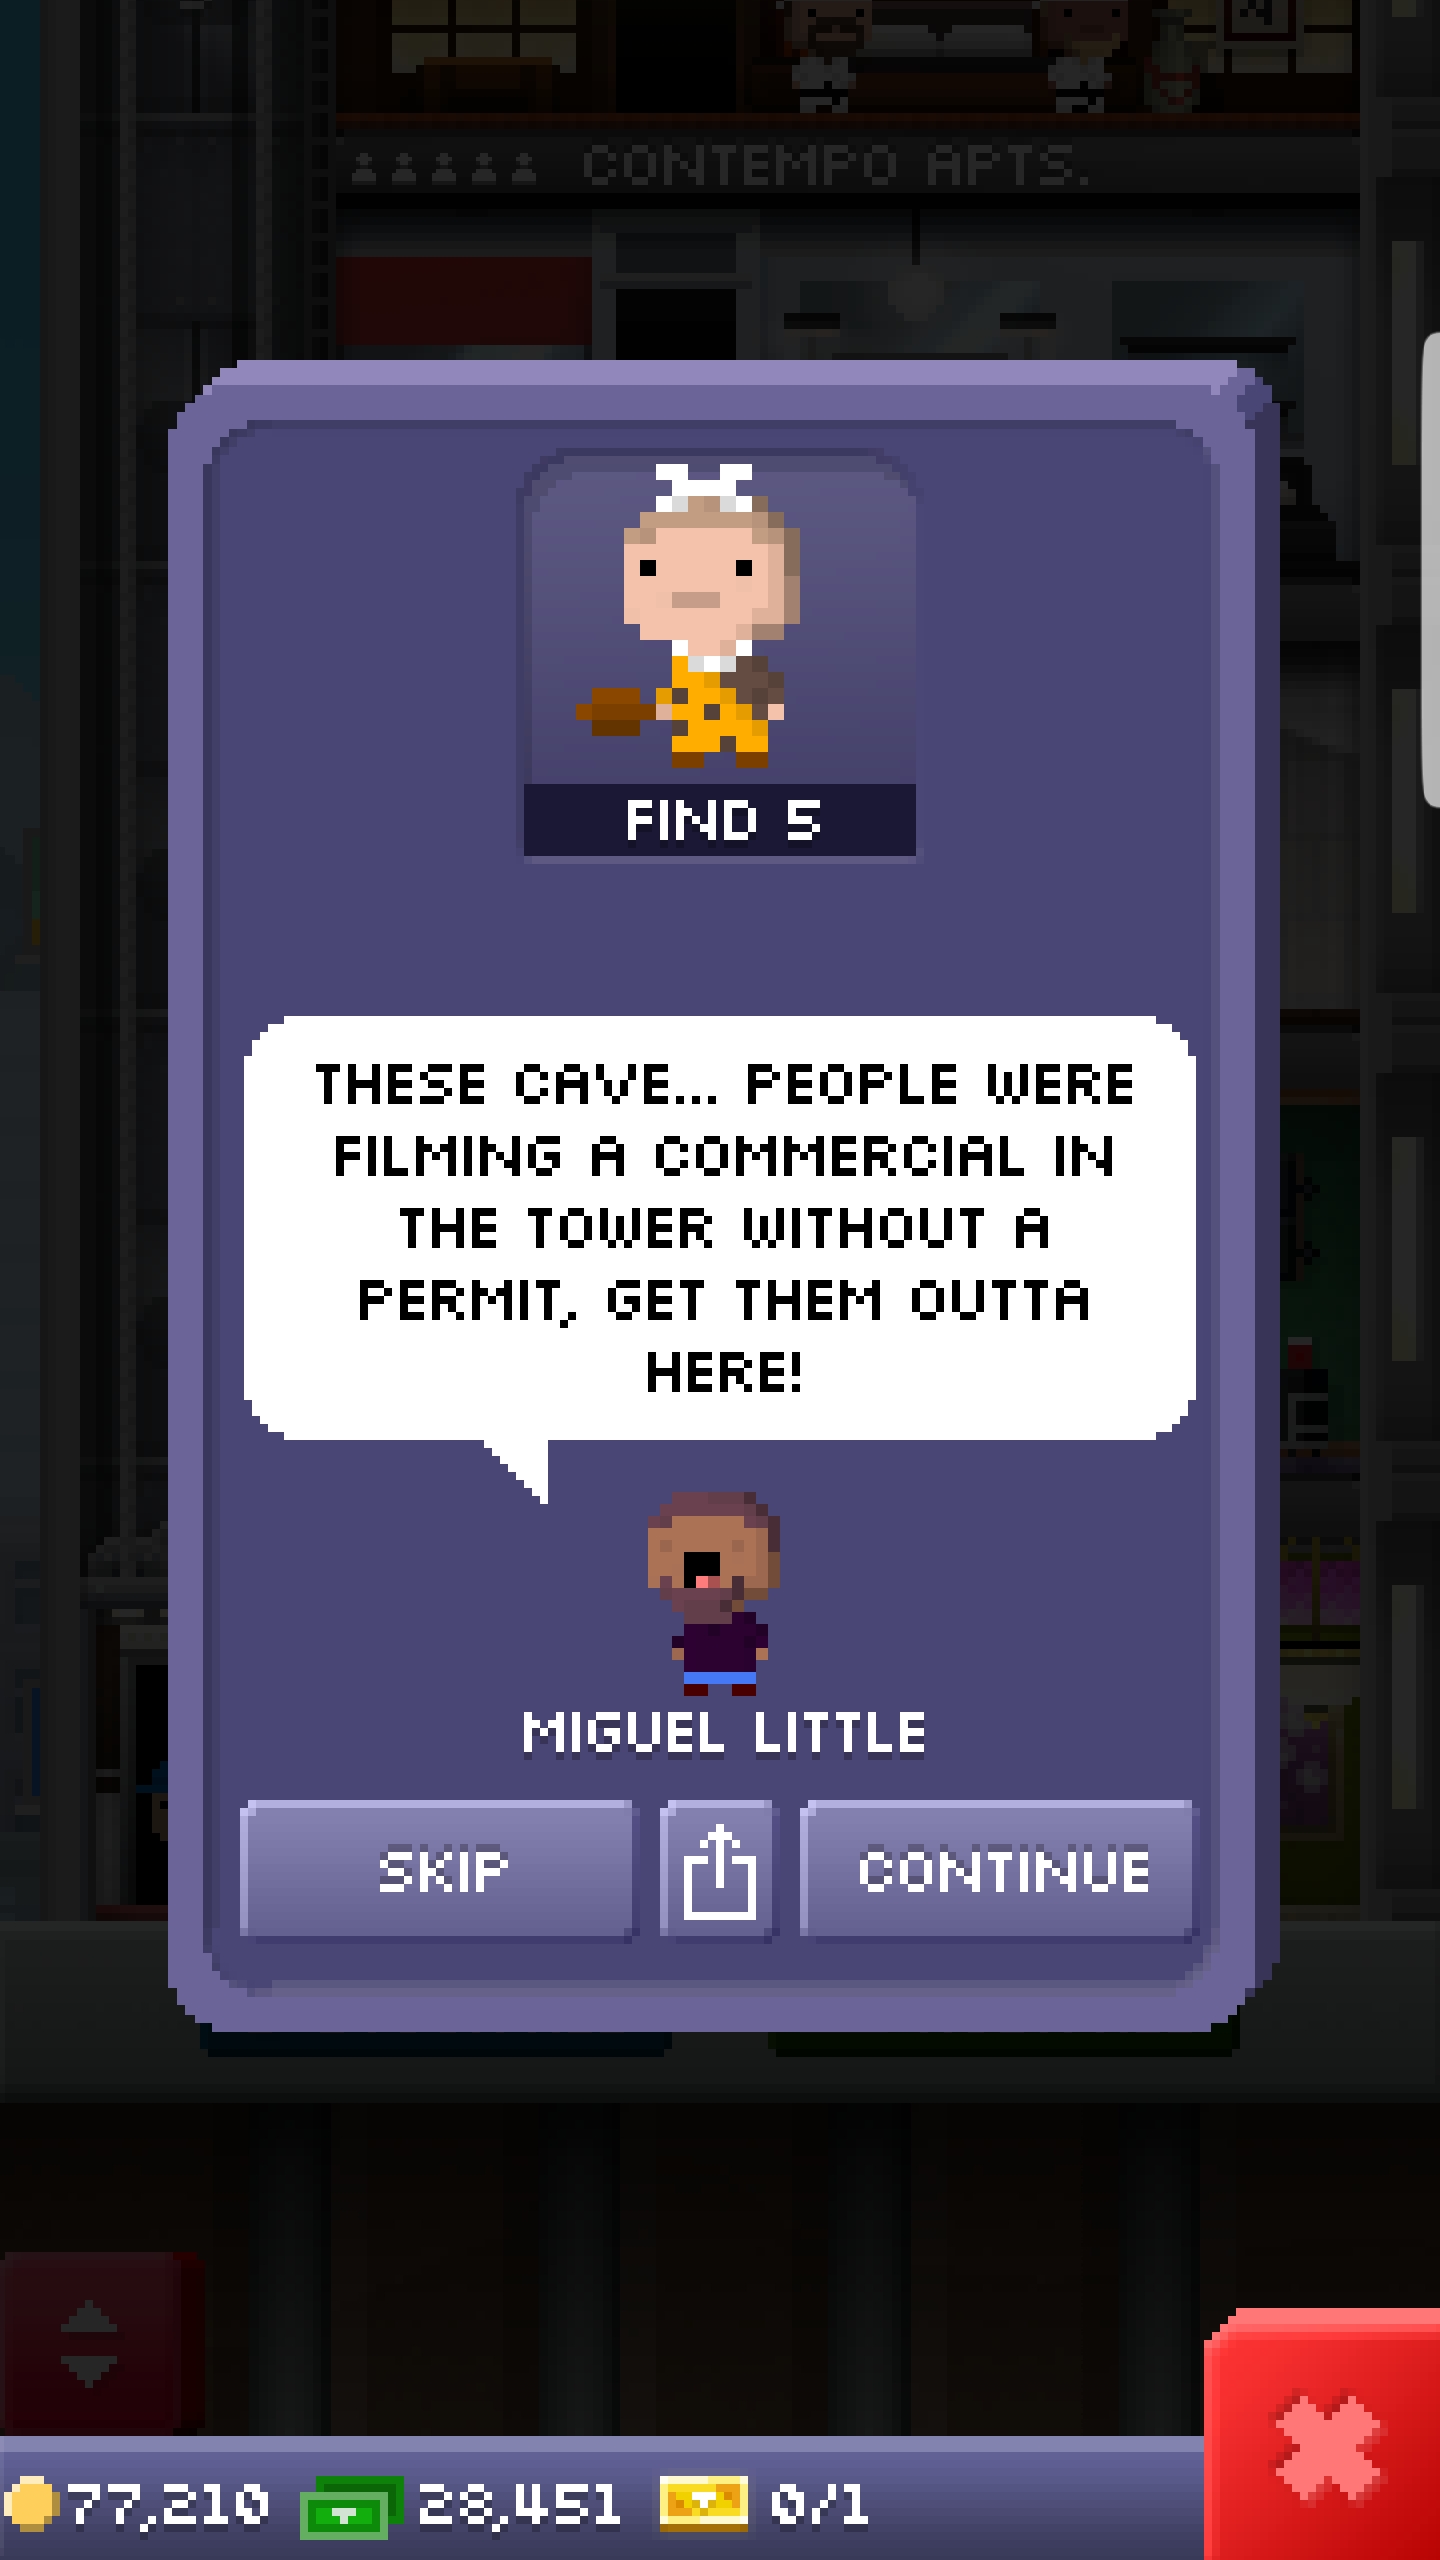 CONTEMPO APTS.
FIND 5
THESE CAVE... PEOPLE WERE
FILMING A COMMERCIAL IN
THE TOWER WITHOUT A
PERMIT, GET THEM OUTTA
HERE!
MIGUEL LITTLE
SKIP
CONTINUE
77,210 28,451 0/1